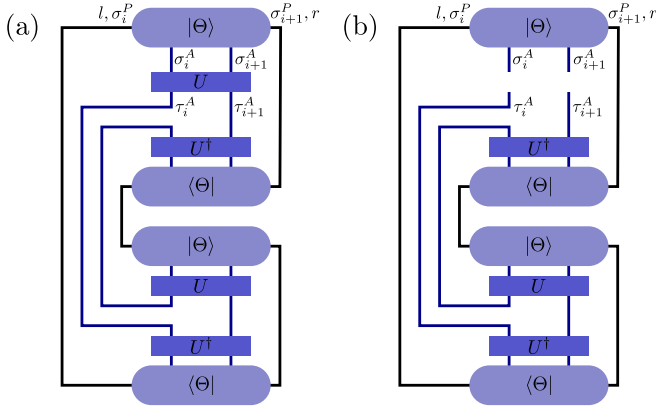 (a)
l, σ_i^P
|Θ⟩
σ_{i+1}^P, r
σ_i^A
σ_{i+1}^A
U
τ_i^A
τ_{i+1}^A
U†
⟨Θ|
|Θ⟩
U
U†
⟨Θ|
(b)
l, σ_i^P
|Θ⟩
σ_{i+1}^P, r
σ_i^A
σ_{i+1}^A
τ_i^A
τ_{i+1}^A
U†
⟨Θ|
|Θ⟩
U
U†
⟨Θ|